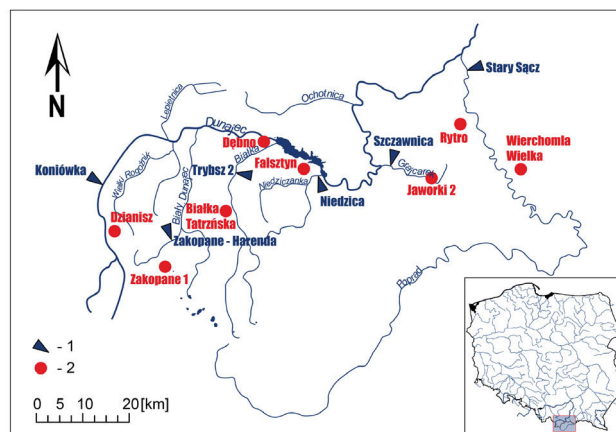 N
Lepietnica
Ochotnica
Stary Sącz
Dunajec
Dębno
Białka
Szczawnica
Rytro
Wierchomla
Wielka
Koniówka
Wielki Rogoźnik
Biały Dunajec
Trybsz 2
Falsztyn
Grajcarek
Niedziczanka
Niedzica
Jaworki 2
Dzianisz
Białka
Tatrzńska
Zakopane - Harenda
Zakopane 1
Poprad
- 1
- 2
0 5 10 20 [km]